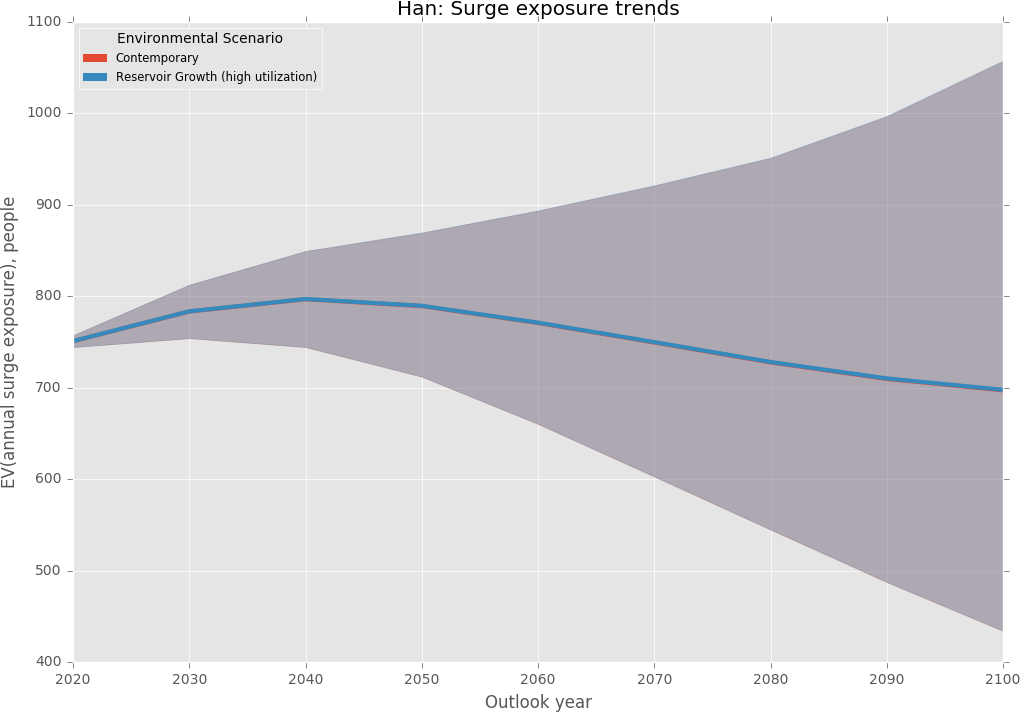 Han: Surge exposure trends
Environmental Scenario
Contemporary
Reservoir Growth (high utilization)
EV(annual surge exposure), people
1100
1000
900
800
700
600
500
400
2020 2030 2040 2050 2060 2070 2080 2090 2100
Outlook year